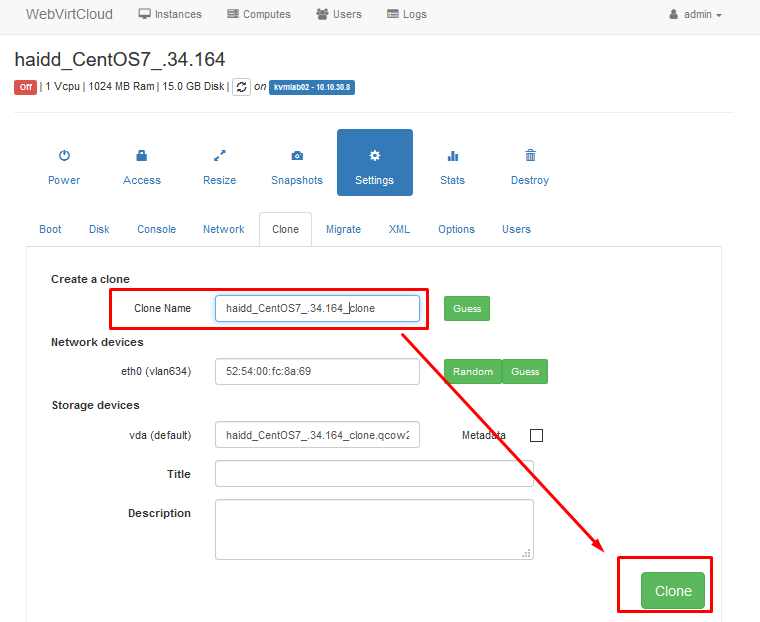 WebVirtCloud Instances Computes Users Logs admin
haidd_CentOS7_.34.164
Off | 1 Vcpu | 1024 MB Ram | 15.0 GB Disk | on kvmlab02 - 10.10.30.8
Power Access Resize Snapshots Settings Stats Destroy
Boot Disk Console Network Clone Migrate XML Options Users
Create a clone
Clone Name haidd_CentOS7_.34.164_clone Guess
Network devices
eth0 (vlan634) 52:54:00:fc:8a:69 Random Guess
Storage devices
vda (default) haidd_CentOS7_.34.164_clone.qcow2 Metadata
Title
Description
Clone